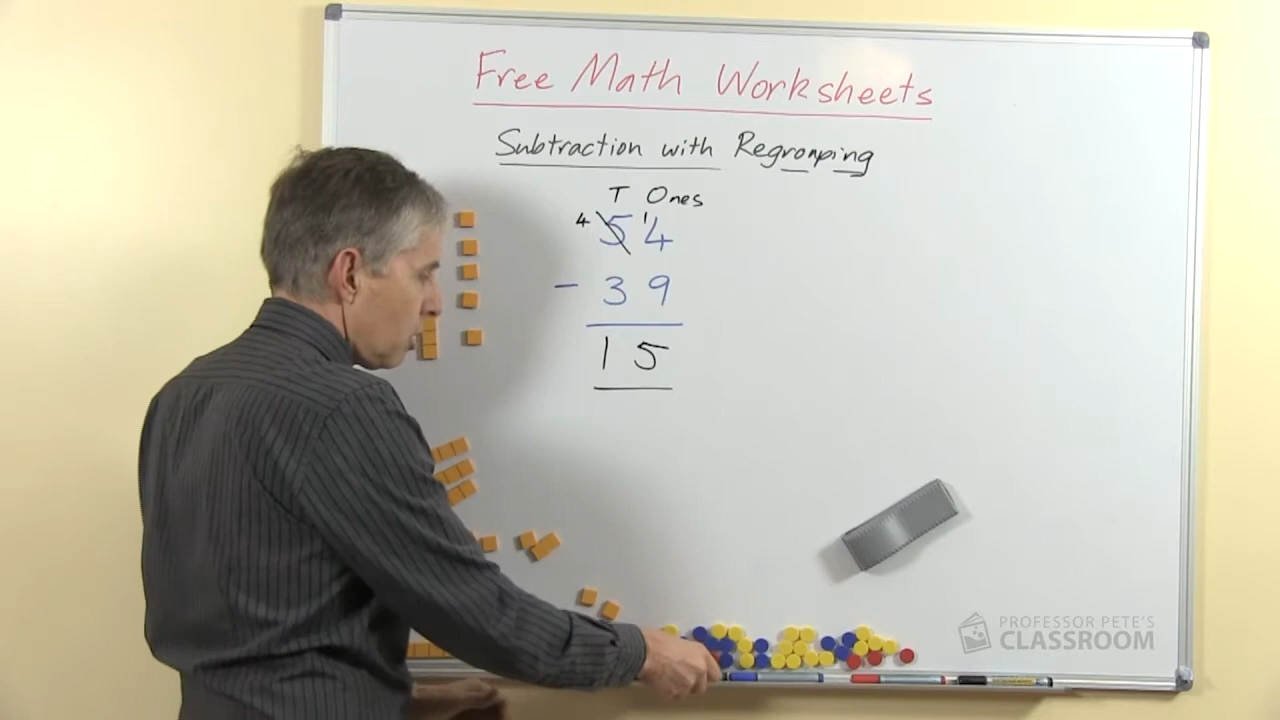 Free Math Worksheets
Subtraction with Regrouping
T Ones
4 5 14
- 3 9
1 5
PROFESSOR PETE'S
CLASSROOM